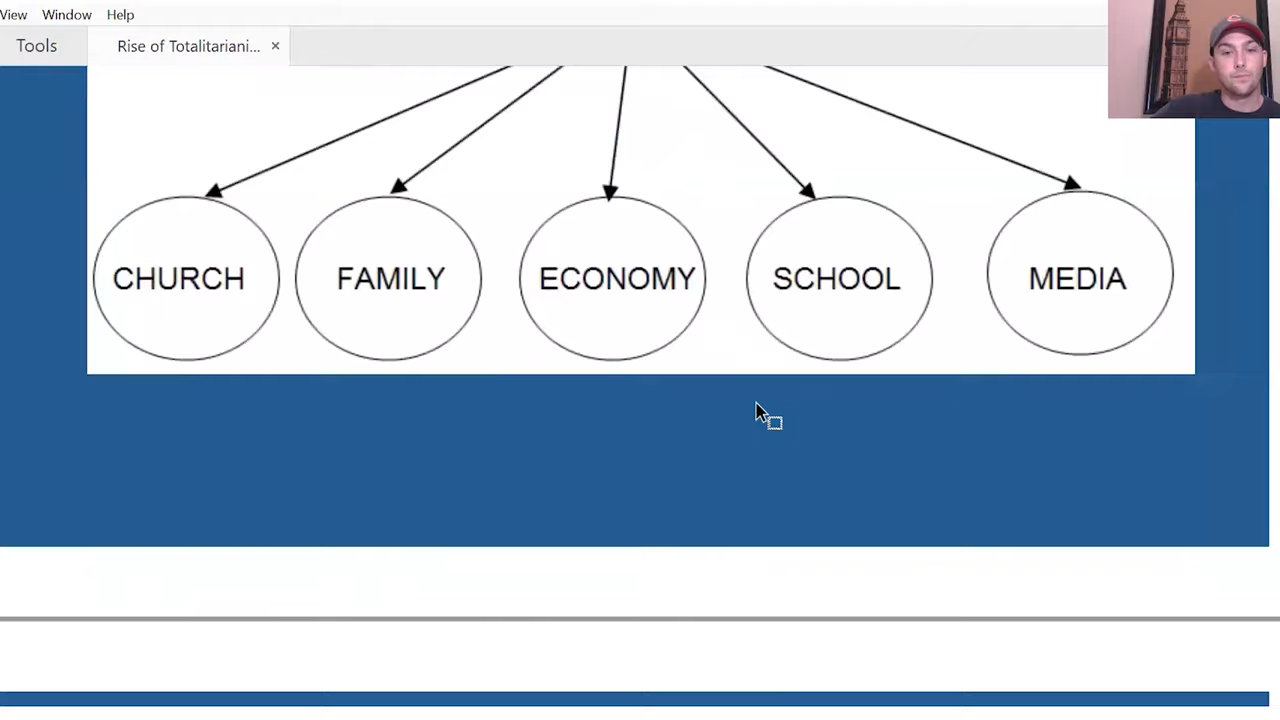 View Window Help
Tools Rise of Totalitariani... ×
CHURCH FAMILY ECONOMY SCHOOL MEDIA